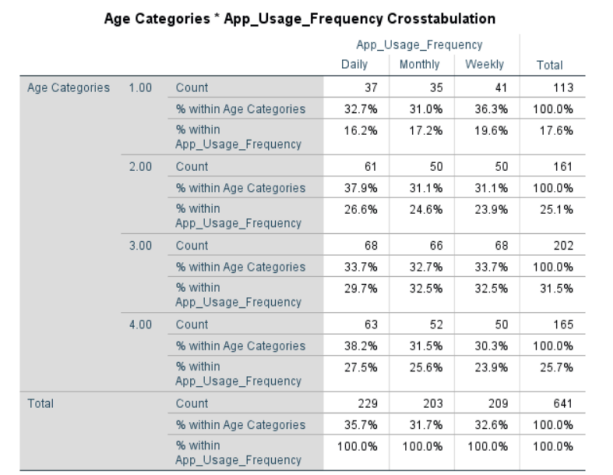 Age Categories * App_Usage_Frequency Crosstabulation
App_Usage_Frequency
Daily Monthly Weekly Total
Age Categories 1.00 Count 37 35 41 113
% within Age Categories 32.7% 31.0% 36.3% 100.0%
% within
App_Usage_Frequency 16.2% 17.2% 19.6% 17.6%
2.00 Count 61 50 50 161
% within Age Categories 37.9% 31.1% 31.1% 100.0%
% within
App_Usage_Frequency 26.6% 24.6% 23.9% 25.1%
3.00 Count 68 66 68 202
% within Age Categories 33.7% 32.7% 33.7% 100.0%
% within
App_Usage_Frequency 29.7% 32.5% 32.5% 31.5%
4.00 Count 63 52 50 165
% within Age Categories 38.2% 31.5% 30.3% 100.0%
% within
App_Usage_Frequency 27.5% 25.6% 23.9% 25.7%
Total Count 229 203 209 641
% within Age Categories 35.7% 31.7% 32.6% 100.0%
% within
App_Usage_Frequency 100.0% 100.0% 100.0% 100.0%